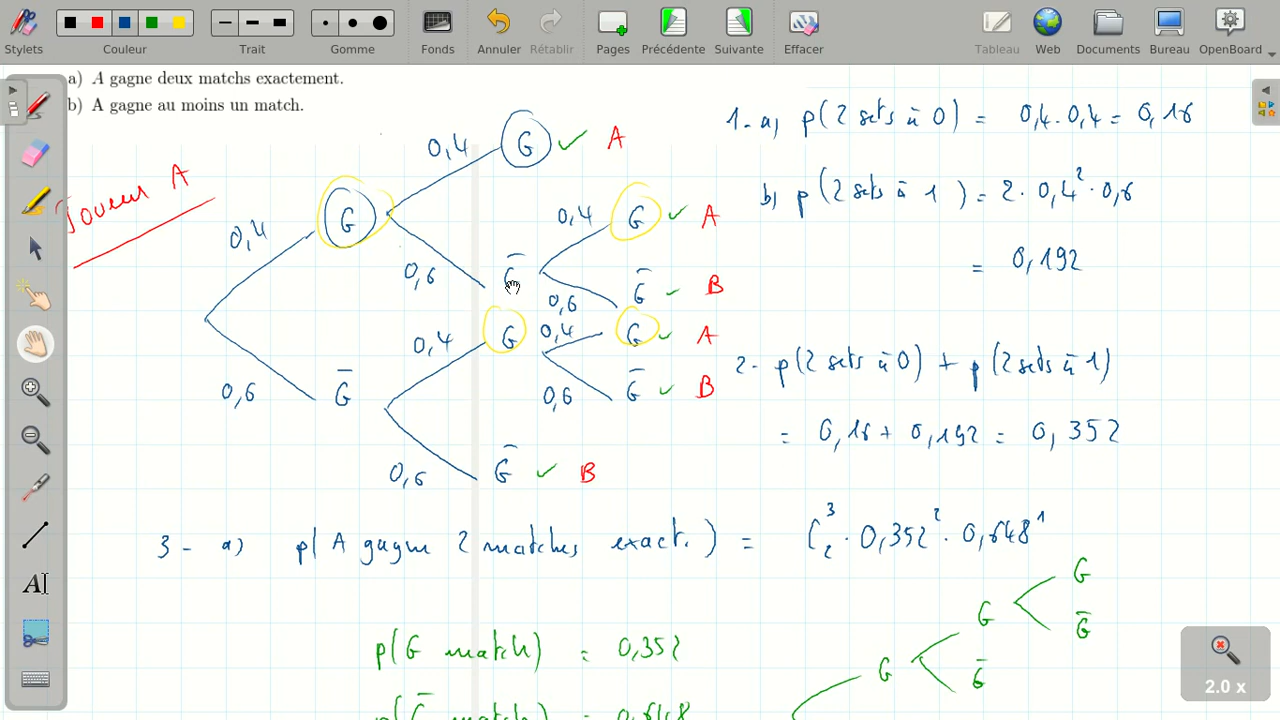 Stylets Couleur Trait Gomme Fonds Annuler Rétablir Pages Précédente Suivante Effacer Tableau Web Documents Bureau OpenBoard
a) A gagne deux matchs exactement.
b) A gagne au moins un match.
Joueur A
0,4 G ✓ A
0,4 G
0,4 G ✓ A
0,6 G̅
0,6 G̅ ✓ B
0,4 G
0,4 G ✓ A
0,6 G̅
0,6 G̅ ✓ B
0,6 G̅ ✓ B
1- a) p(2 sets à 0) = 0,4.0,4 = 0,16
b) p(2 sets à 1) = 2 · 0,4² · 0,6
= 0,192
2- p(2 sets à 0) + p(2 sets à 1)
= 0,16 + 0,192 = 0,352
3- a) p(A gagne 2 matches exact.) = C₂³ · 0,352² · 0,648¹
p(G match) = 0,352
p(G̅ match) = 0,648
G
G G̅
G G̅
2.0 x